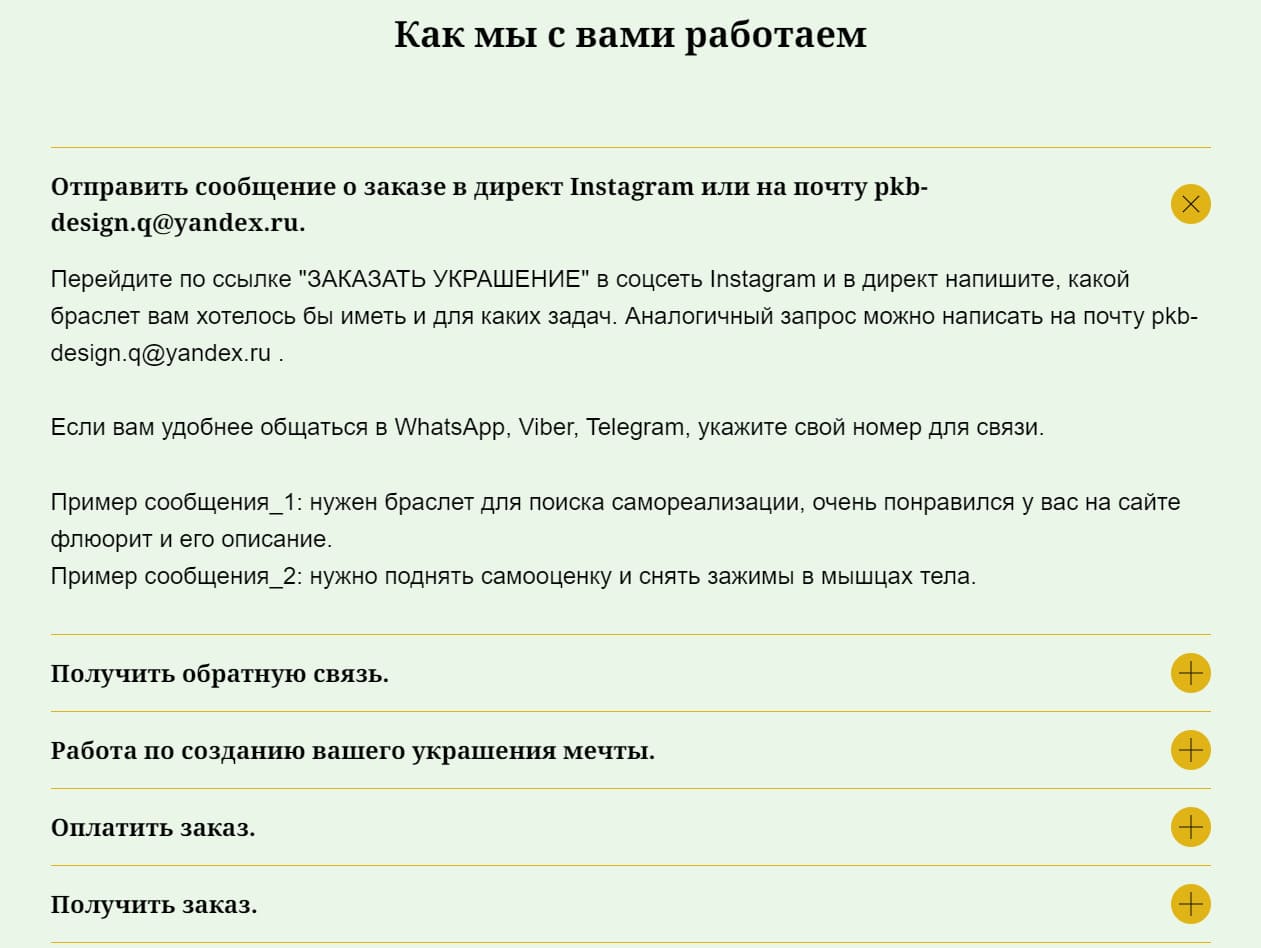 Как мы с вами работаем
Отправить сообщение о заказе в директ Instagram или на почту pkb-
design.q@yandex.ru.
Перейдите по ссылке "ЗАКАЗАТЬ УКРАШЕНИЕ" в соцсеть Instagram и в директ напишите, какой
браслет вам хотелось бы иметь и для каких задач. Аналогичный запрос можно написать на почту pkb-
design.q@yandex.ru .
Если вам удобнее общаться в WhatsApp, Viber, Telegram, укажите свой номер для связи.
Пример сообщения_1: нужен браслет для поиска самореализации, очень понравился у вас на сайте
флюорит и его описание.
Пример сообщения_2: нужно поднять самооценку и снять зажимы в мышцах тела.
Получить обратную связь.
Работа по созданию вашего украшения мечты.
Оплатить заказ.
Получить заказ.